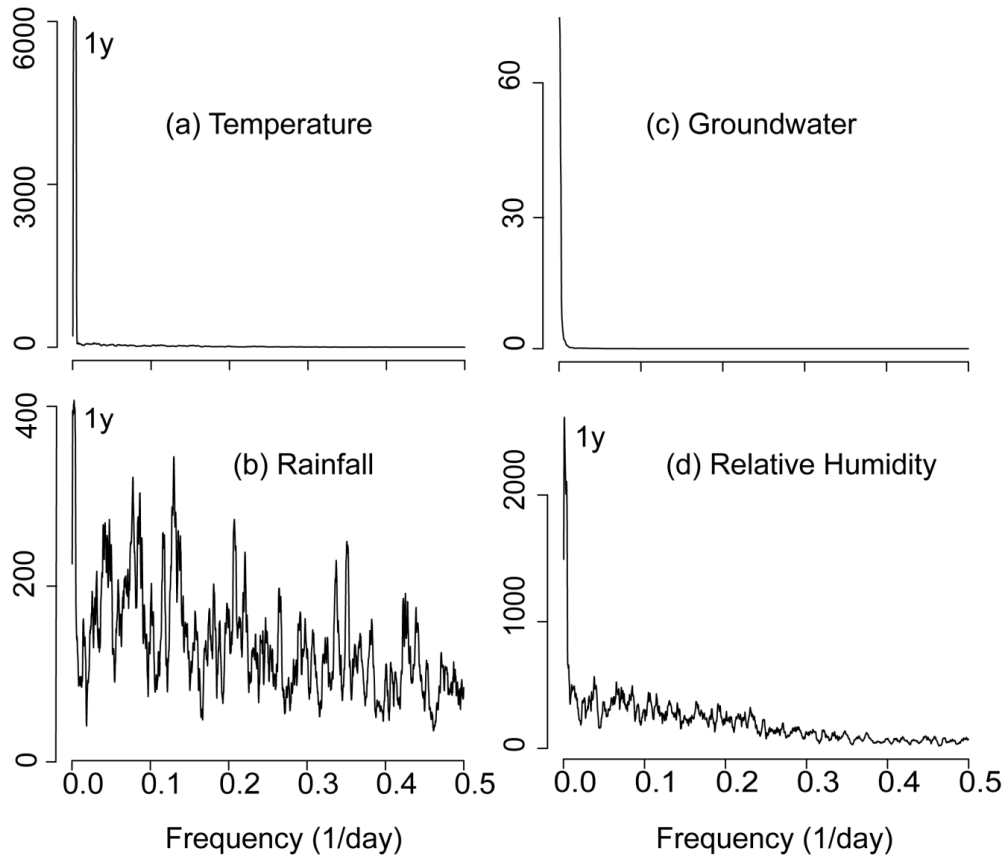 6000
3000
0
1y
(a) Temperature
60
30
0
(c) Groundwater
400
200
0
1y
(b) Rainfall
0.0 0.1 0.2 0.3 0.4 0.5
Frequency (1/day)
2000
1000
0
1y
(d) Relative Humidity
0.0 0.1 0.2 0.3 0.4 0.5
Frequency (1/day)